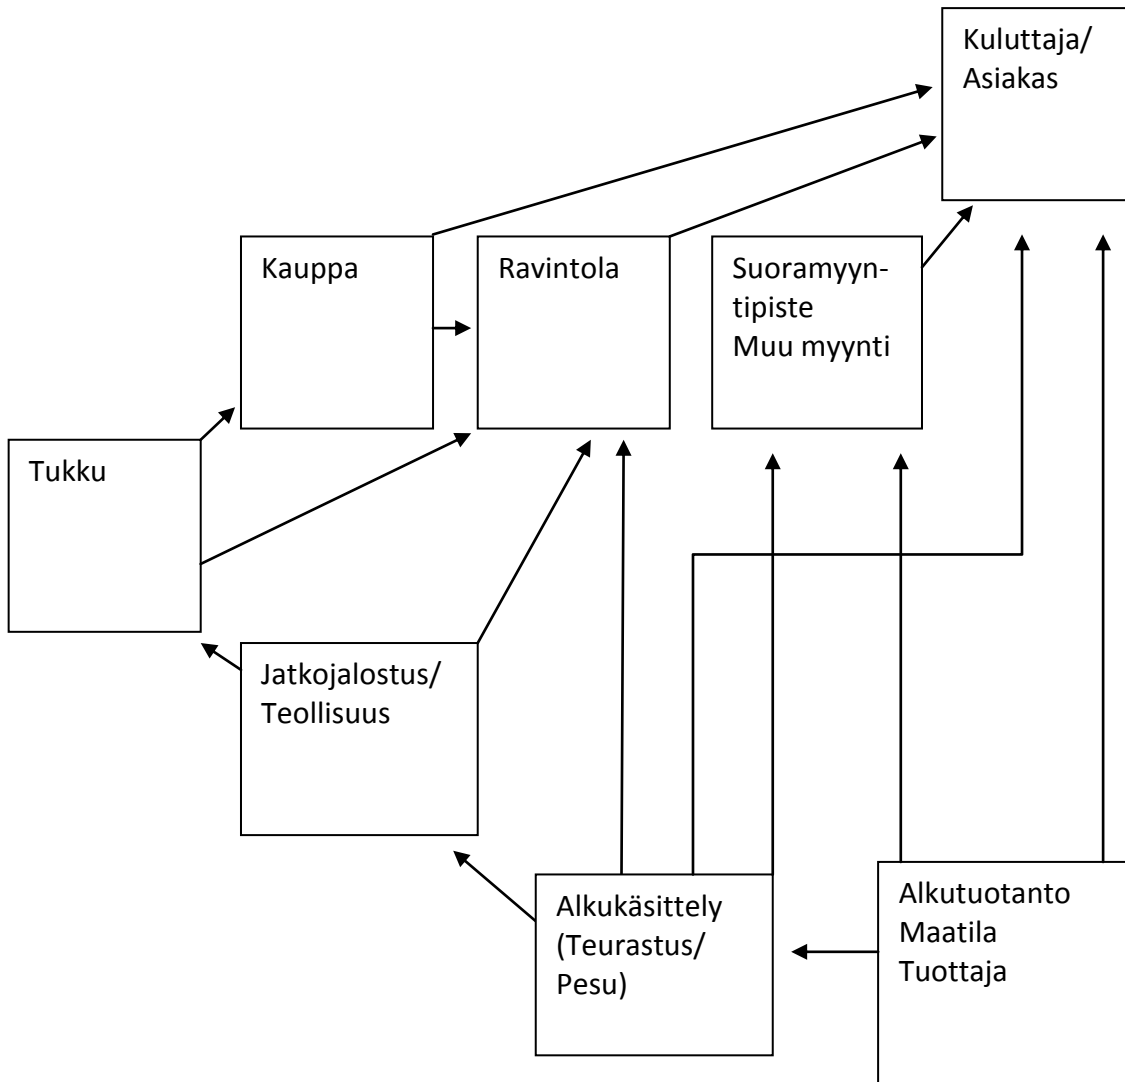 Kuluttaja/
Asiakas
Kauppa
Ravintola
Suoramyyn-
tipiste
Muu myynti
Tukku
Jatkojalostus/
Teollisuus
Alkukäsittely
(Teurastus/
Pesu)
Alkutuotanto
Maatila
Tuottaja